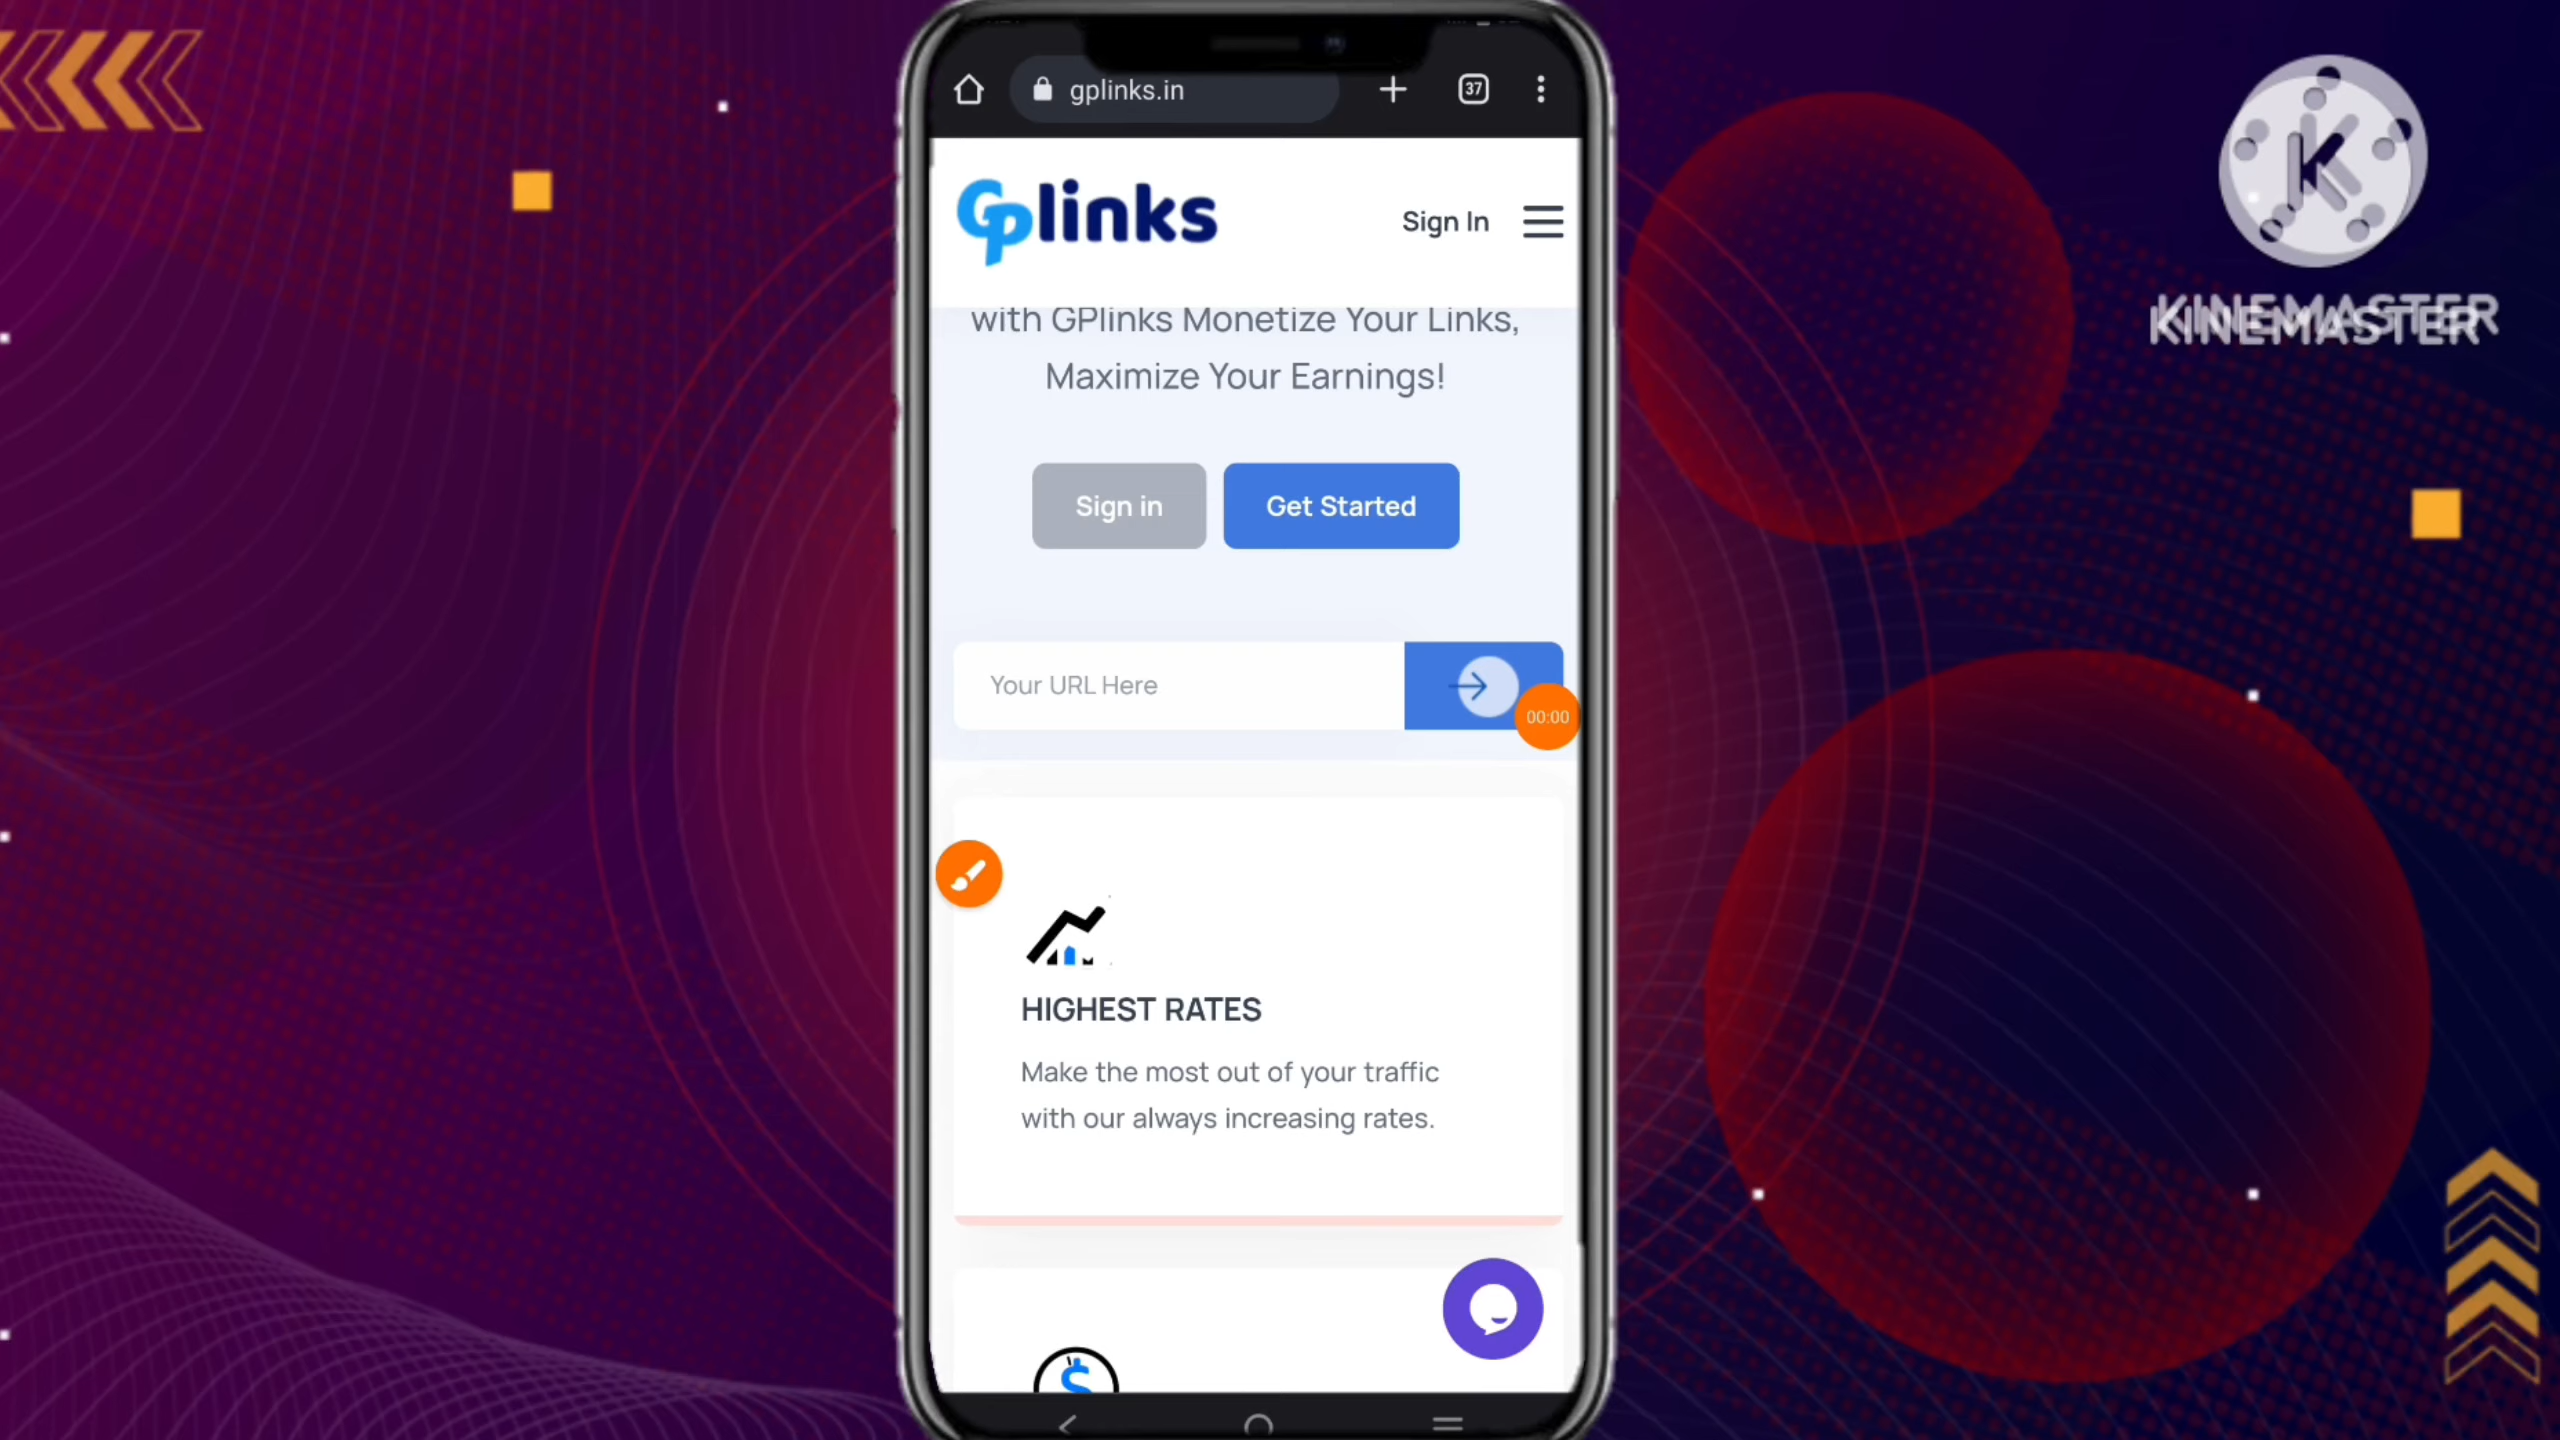 gplinks.in
37
GPlinks
Sign In
with GPlinks Monetize Your Links,
Maximize Your Earnings!
Sign in
Get Started
Your URL Here
00:00
HIGHEST RATES
Make the most out of your traffic
with our always increasing rates.
K
KINEMASTER
KINEMASTER